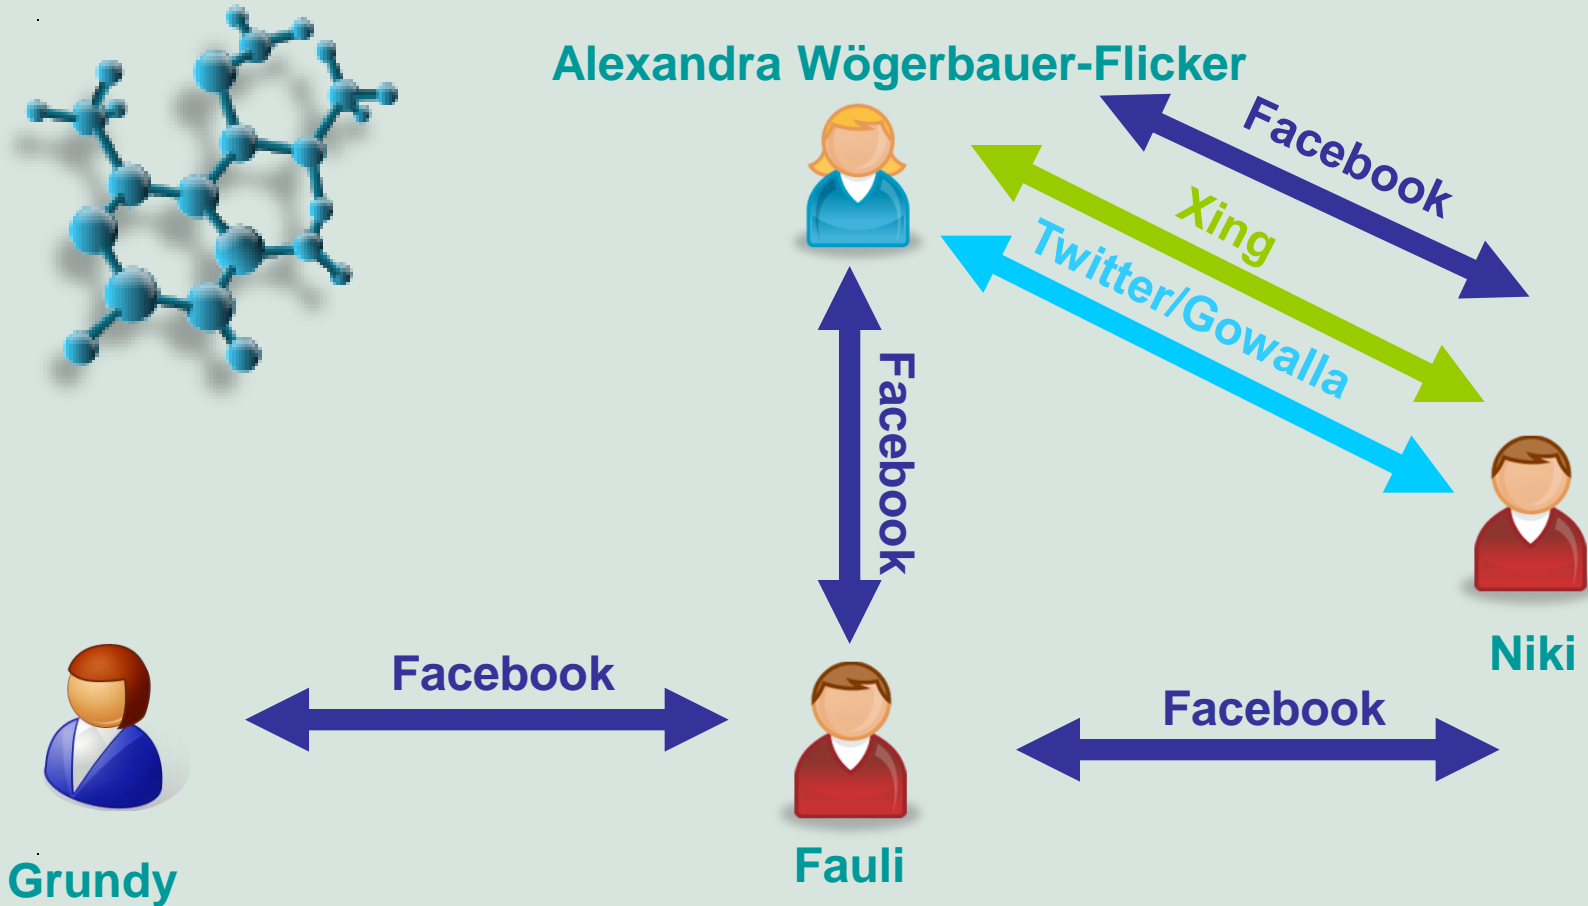 Alexandra Wögerbauer-Flicker
Facebook
Xing
Twitter/Gowalla
Facebook
Niki
Facebook
Facebook
Fauli
Grundy